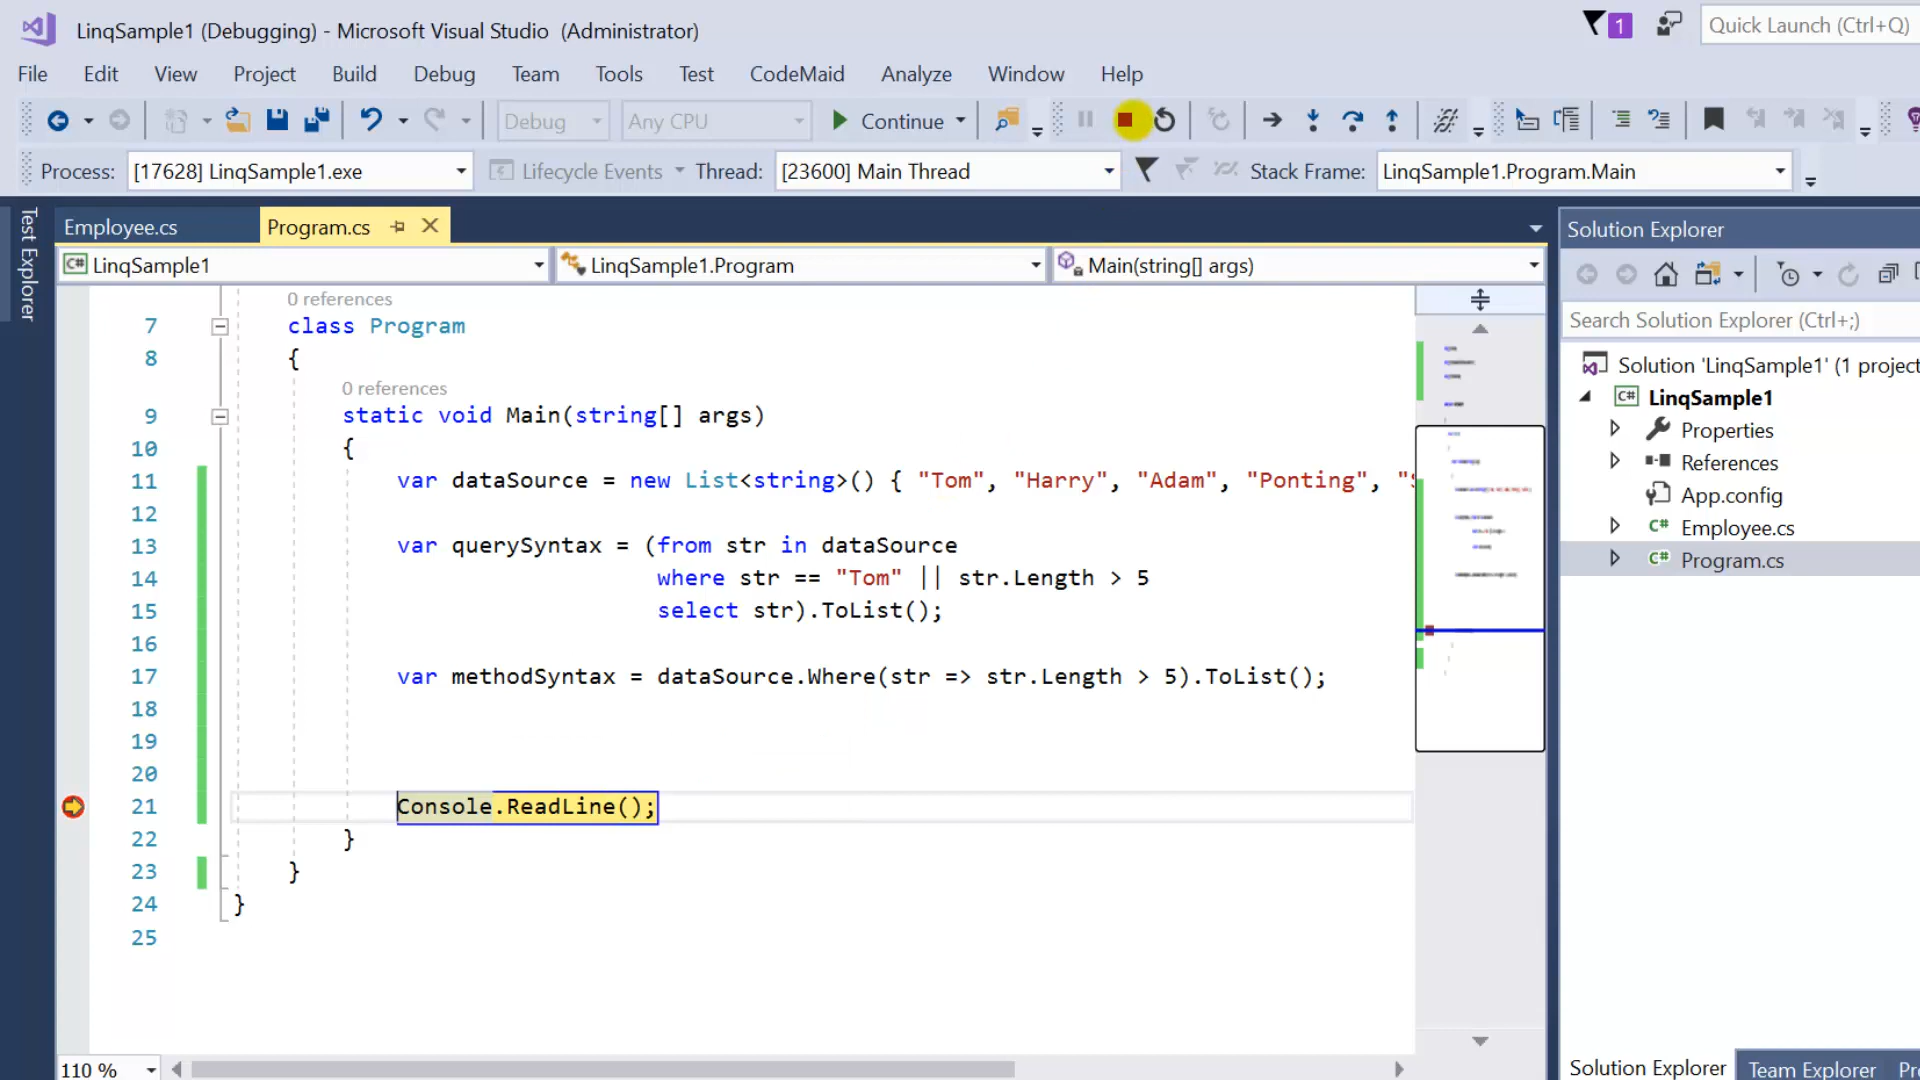 LinqSample1 (Debugging) - Microsoft Visual Studio (Administrator)
1
Quick Launch (Ctrl+Q)
File Edit View Project Build Debug Team Tools Test CodeMaid Analyze Window Help
Debug Any CPU Continue
Process: [17628] LinqSample1.exe Lifecycle Events Thread: [23600] Main Thread Stack Frame: LinqSample1.Program.Main
Test Explorer
Employee.cs Program.cs
LinqSample1 LinqSample1.Program Main(string[] args)
0 references
7 class Program
8 {
0 references
9 static void Main(string[] args)
10 {
11 var dataSource = new List<string>() { "Tom", "Harry", "Adam", "Ponting", "
12
13 var querySyntax = (from str in dataSource
14 where str == "Tom" || str.Length > 5
15 select str).ToList();
16
17 var methodSyntax = dataSource.Where(str => str.Length > 5).ToList();
18
19
20
21 Console.ReadLine();
22 }
23 }
24 }
25
110 %
Solution Explorer
Search Solution Explorer (Ctrl+;)
Solution 'LinqSample1' (1 project
C# LinqSample1
Properties
References
App.config
C# Employee.cs
C# Program.cs
Solution Explorer Team Explorer Pr